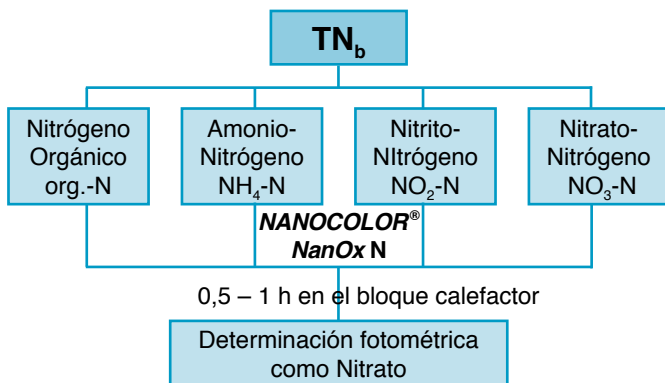 TNb
Nitrógeno
Orgánico
org.-N
Amonio-
Nitrógeno
NH4-N
Nitrito-
NItrógeno
NO2-N
Nitrato-
Nitrógeno
NO3-N
NANOCOLOR®
NanOx N
0,5 – 1 h en el bloque calefactor
Determinación fotométrica
como Nitrato